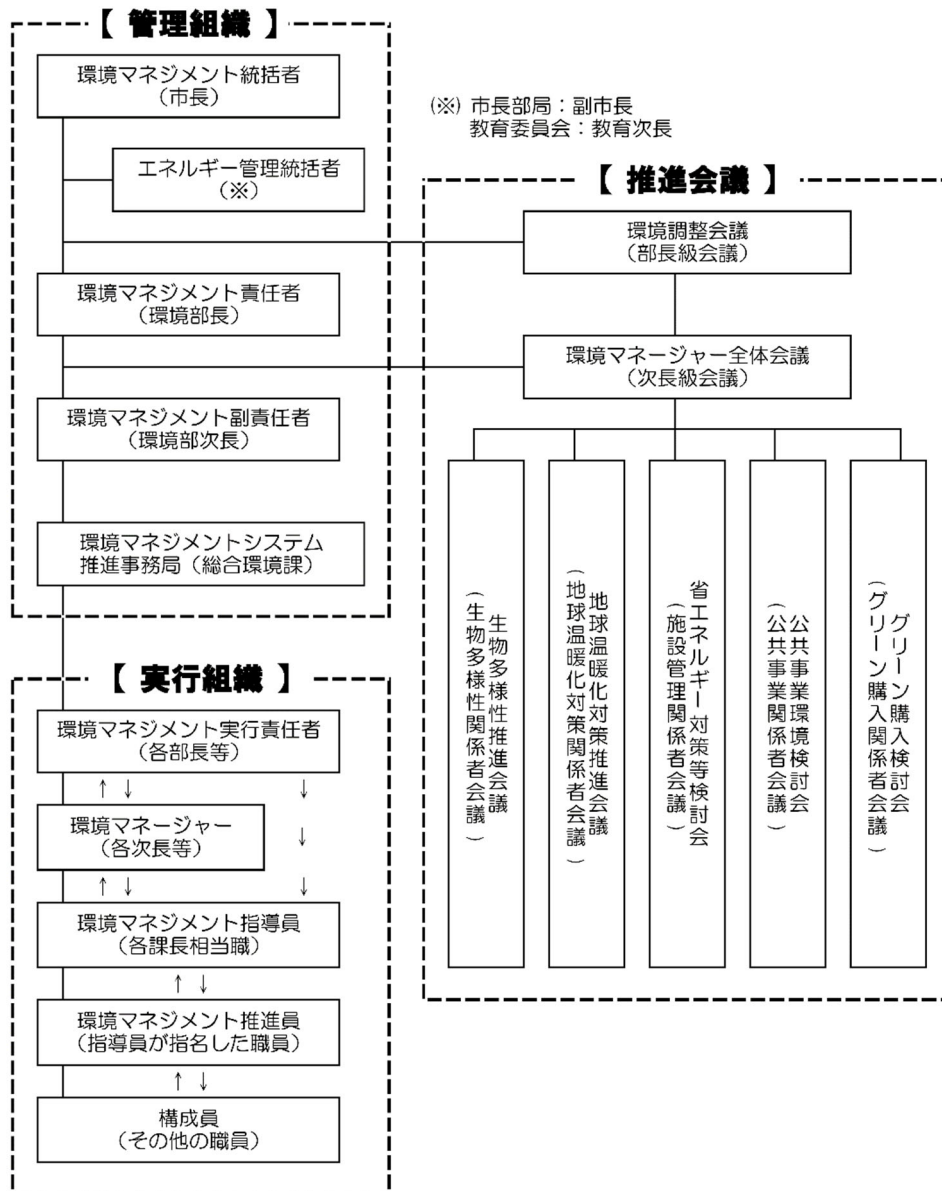 【 管理組織 】
環境マネジメント統括者
（市長）
エネルギー管理統括者
（※）
環境マネジメント責任者
（環境部長）
環境マネジメント副責任者
（環境部次長）
環境マネジメントシステム
推進事務局（総合環境課）
(※) 市長部局：副市長
教育委員会：教育次長
【 推進会議 】
環境調整会議
（部長級会議）
環境マネージャー全体会議
（次長級会議）
生物多様性推進会議
（生物多様性関係者会議）
地球温暖化対策推進会議
（地球温暖化対策関係者会議）
省エネルギー対策等検討会
（施設管理関係者会議）
公共事業環境検討会
（公共事業関係者会議）
グリーン購入検討会
（グリーン購入関係者会議）
【 実行組織 】
環境マネジメント実行責任者
（各部長等）
↑ ↓ ↓
環境マネージャー
（各次長等）
↓
↑ ↓ ↓
環境マネジメント指導員
（各課長相当職）
↑ ↓
環境マネジメント推進員
（指導員が指名した職員）
↑ ↓
構成員
（その他の職員）